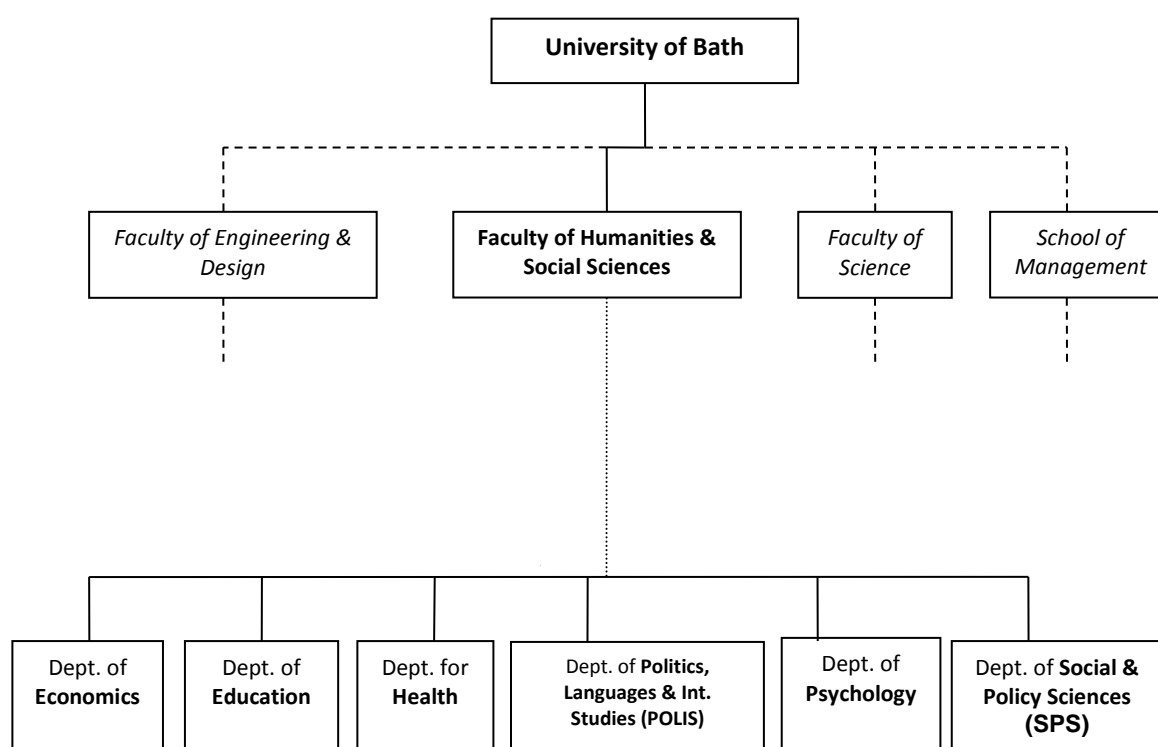 University of Bath
Faculty of Engineering &
Design
Faculty of Humanities &
Social Sciences
Faculty of
Science
School of
Management
Dept. of
Economics
Dept. of
Education
Dept. for
Health
Dept. of Politics,
Languages & Int.
Studies (POLIS)
Dept. of
Psychology
Dept. of Social &
Policy Sciences
(SPS)